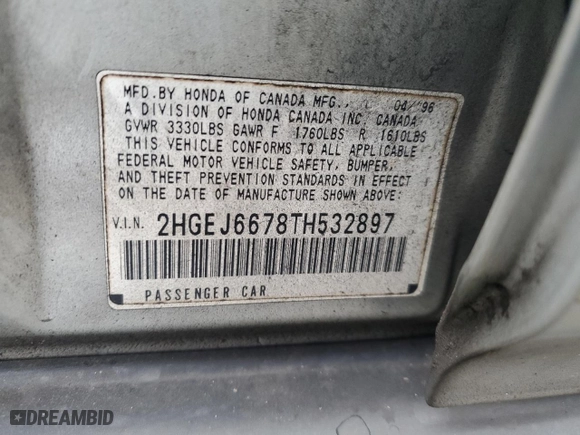 MFD.BY HONDA OF CANADA MFG., 04 96
A DIVISION OF HONDA CANADA INC. CANADA
GVWR 3330LBS GAWR F 1760LBS R 1610LBS
THIS VEHICLE CONFORMS TO ALL APPLICABLE
FEDERAL MOTOR VEHICLE SAFETY, BUMPER,
AND THEFT PREVENTION STANDARDS IN EFFECT
ON THE DATE OF MANUFACTURE SHOWN ABOVE:
V.I.N. 2HGEJ6678TH532897
PASSENGER CAR
DREAMBID